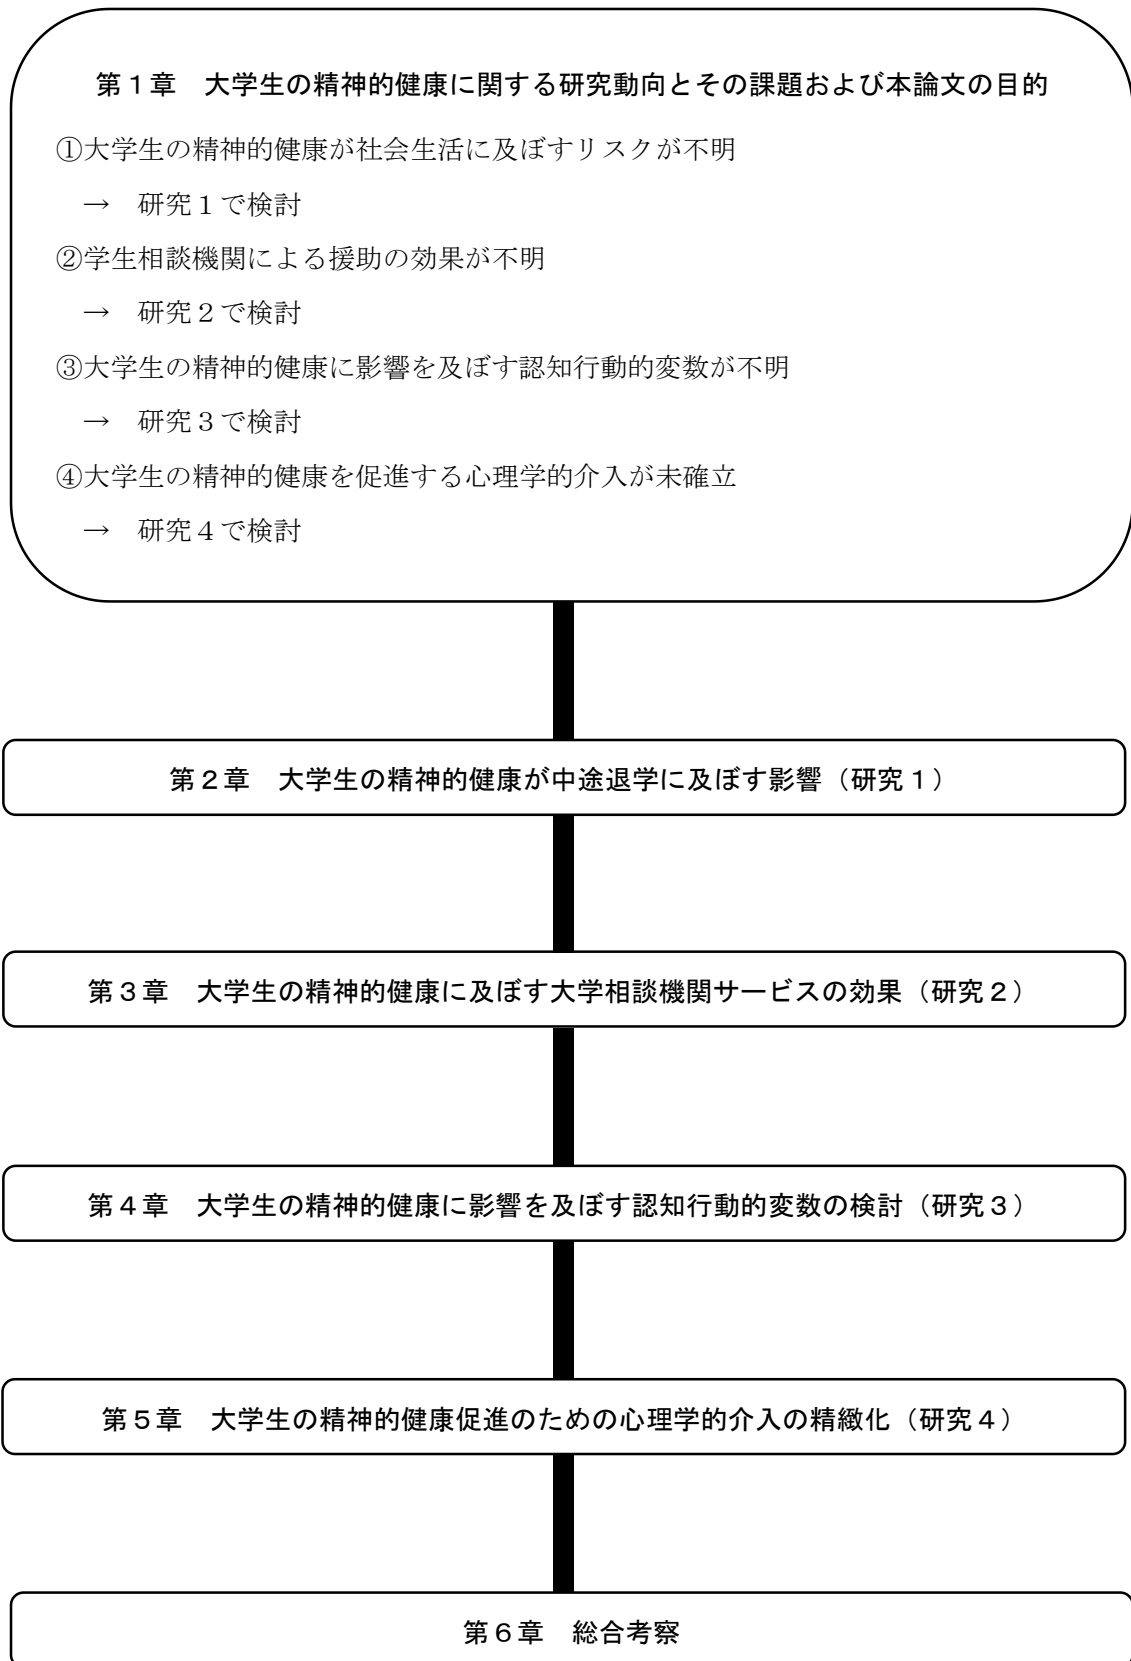 第１章　大学生の精神的健康に関する研究動向とその課題および本論文の目的
①大学生の精神的健康が社会生活に及ぼすリスクが不明
→　研究１で検討
②学生相談機関による援助の効果が不明
→　研究２で検討
③大学生の精神的健康に影響を及ぼす認知行動的変数が不明
→　研究３で検討
④大学生の精神的健康を促進する心理学的介入が未確立
→　研究４で検討
第２章　大学生の精神的健康が中途退学に及ぼす影響（研究１）
第３章　大学生の精神的健康に及ぼす大学相談機関サービスの効果（研究２）
第４章　大学生の精神的健康に影響を及ぼす認知行動的変数の検討（研究３）
第５章　大学生の精神的健康促進のための心理学的介入の精緻化（研究４）
第６章　総合考察